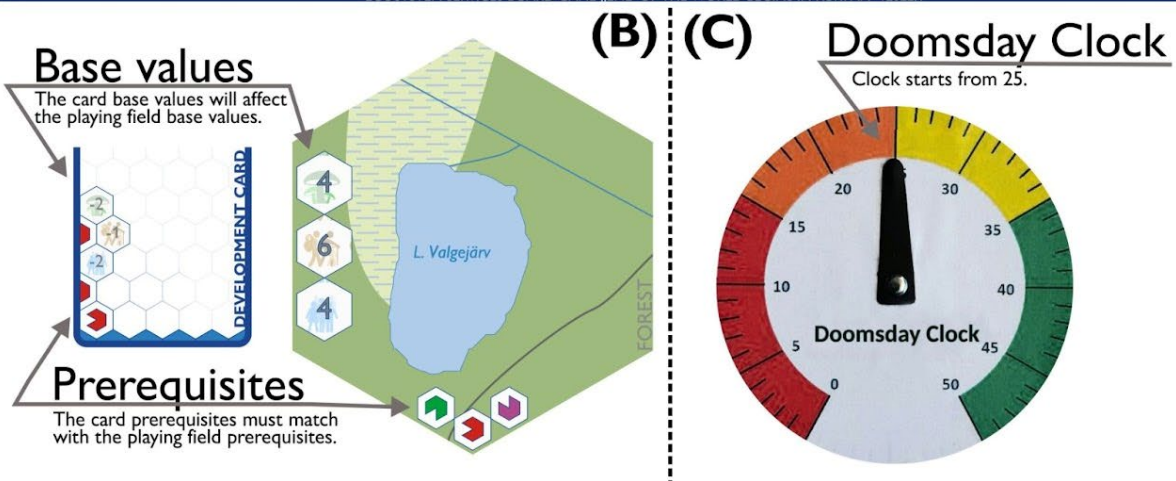 (B)
Base values
The card base values will affect
the playing field base values.
-2
-1
-2
DEVELOPMENT CARD
4
6
4
L. Valgejärv
FOREST
Prerequisites
The card prerequisites must match
with the playing field prerequisites.
(C)
Doomsday Clock
Clock starts from 25.
20
30
15
35
10
40
Doomsday Clock
5
45
0
50